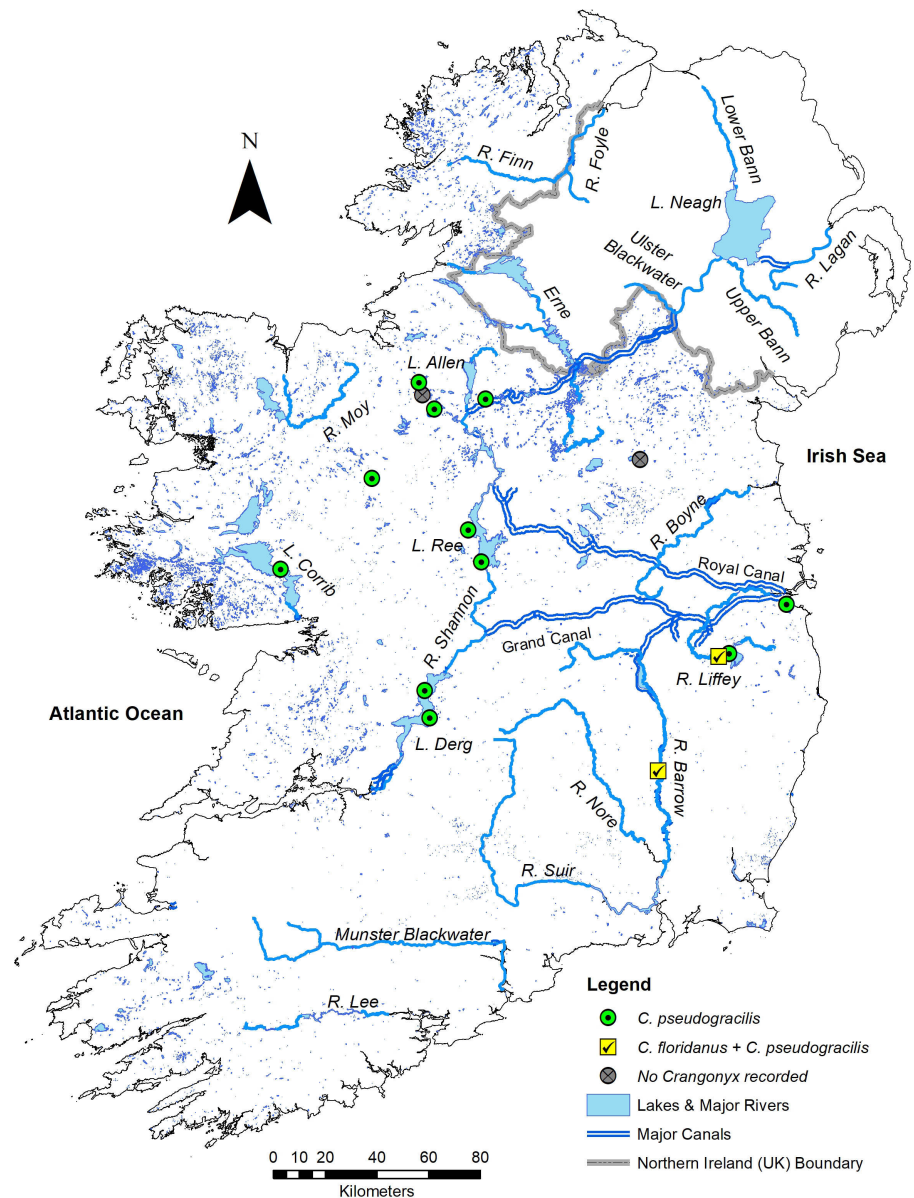 N
Lower Bann
R. Foyle
R. Finn
L. Neagh
R. Lagan
Ulster
Blackwater
Upper Bann
Erne
L. Allen
R. Moy
Irish Sea
R. Boyne
L. Ree
L. Corrib
Royal Canal
R. Shannon
Grand Canal
R. Liffey
Atlantic Ocean
L. Derg
R. Barrow
R. Nore
R. Suir
Munster Blackwater
R. Lee
Legend
C. pseudogracilis
C. floridanus + C. pseudogracilis
No Crangonyx recorded
Lakes & Major Rivers
Major Canals
Northern Ireland (UK) Boundary
0 10 20 40 60 80
Kilometers